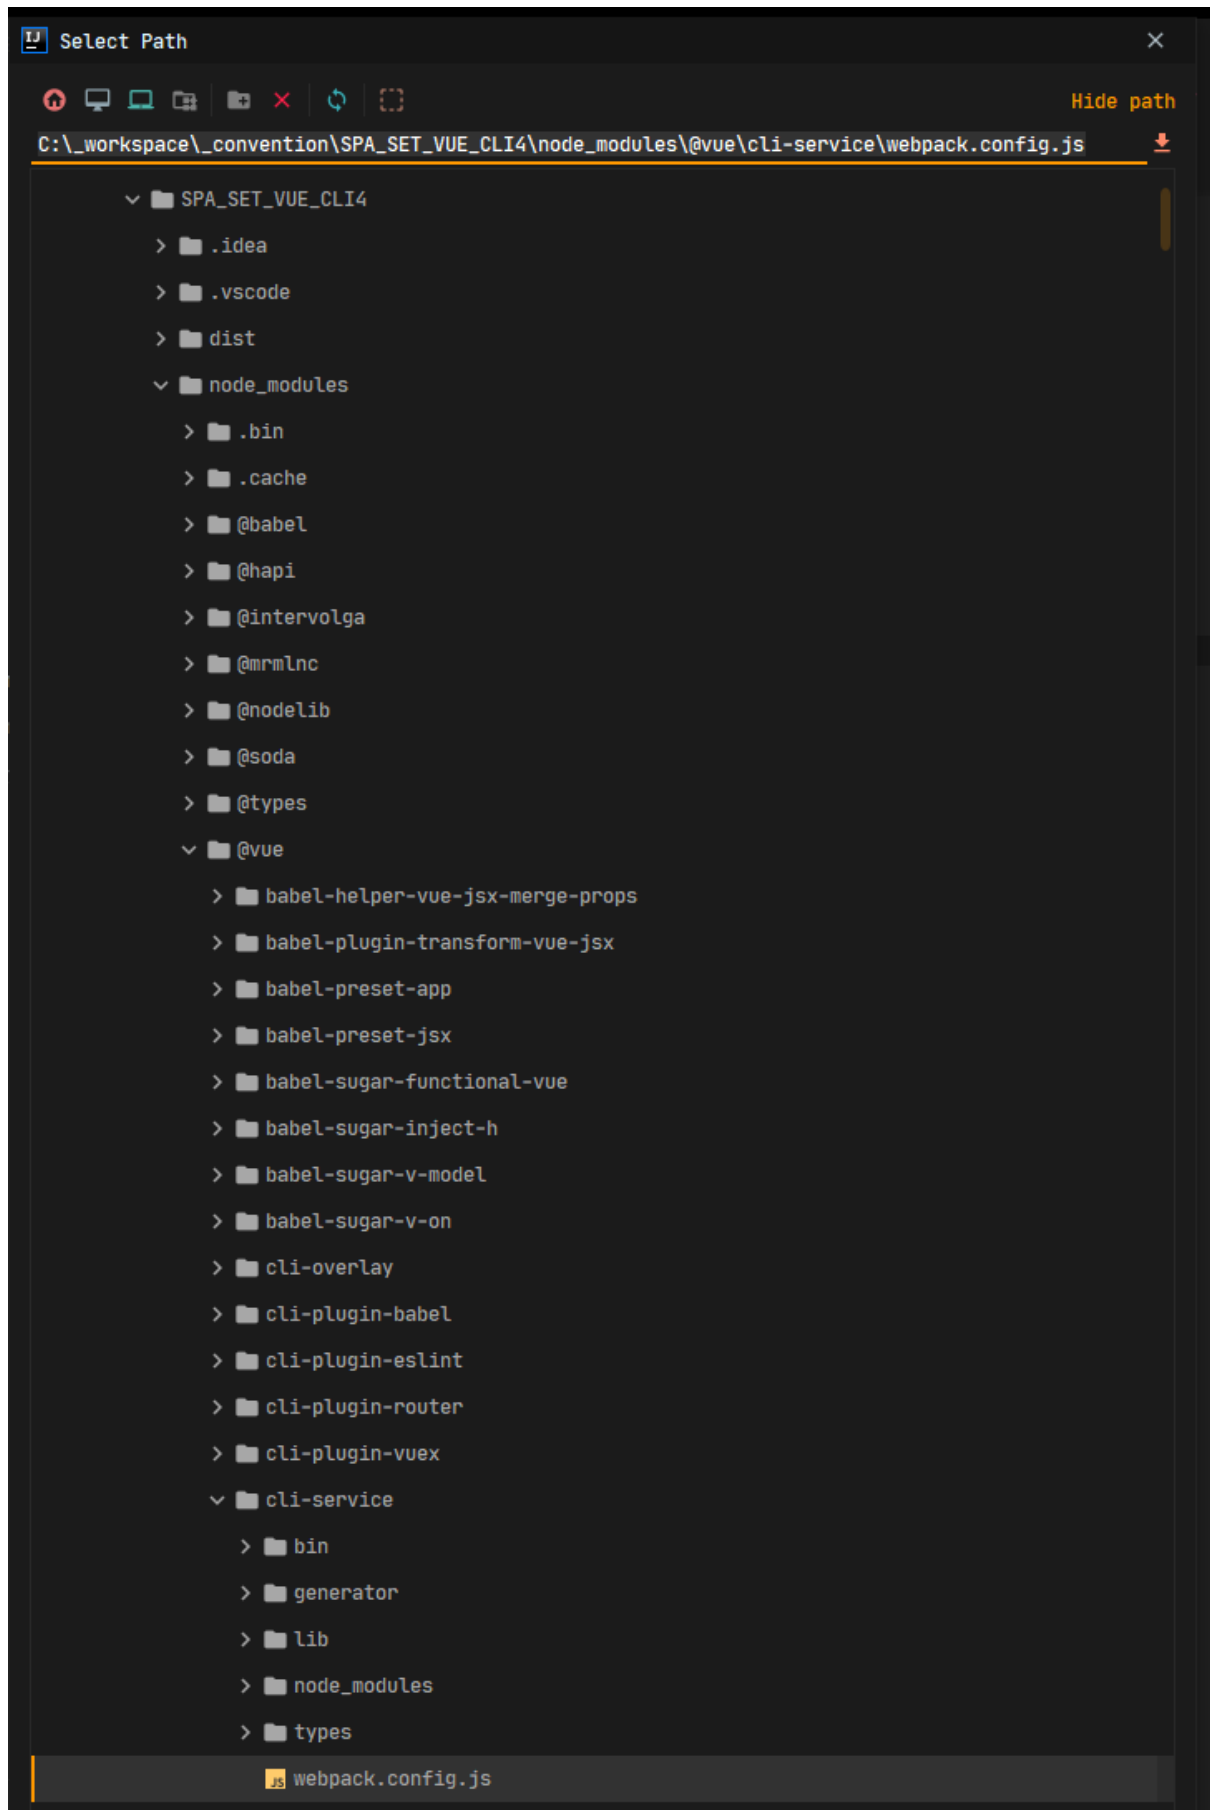 IJ Select Path
Hide path
C:\_workspace\_convention\SPA_SET_VUE_CLI4\node_modules\@vue\cli-service\webpack.config.js
SPA_SET_VUE_CLI4
.idea
.vscode
dist
node_modules
.bin
.cache
@babel
@hapi
@intervolga
@mrmlnc
@nodelib
@soda
@types
@vue
babel-helper-vue-jsx-merge-props
babel-plugin-transform-vue-jsx
babel-preset-app
babel-preset-jsx
babel-sugar-functional-vue
babel-sugar-inject-h
babel-sugar-v-model
babel-sugar-v-on
cli-overlay
cli-plugin-babel
cli-plugin-eslint
cli-plugin-router
cli-plugin-vuex
cli-service
bin
generator
lib
node_modules
types
JS webpack.config.js